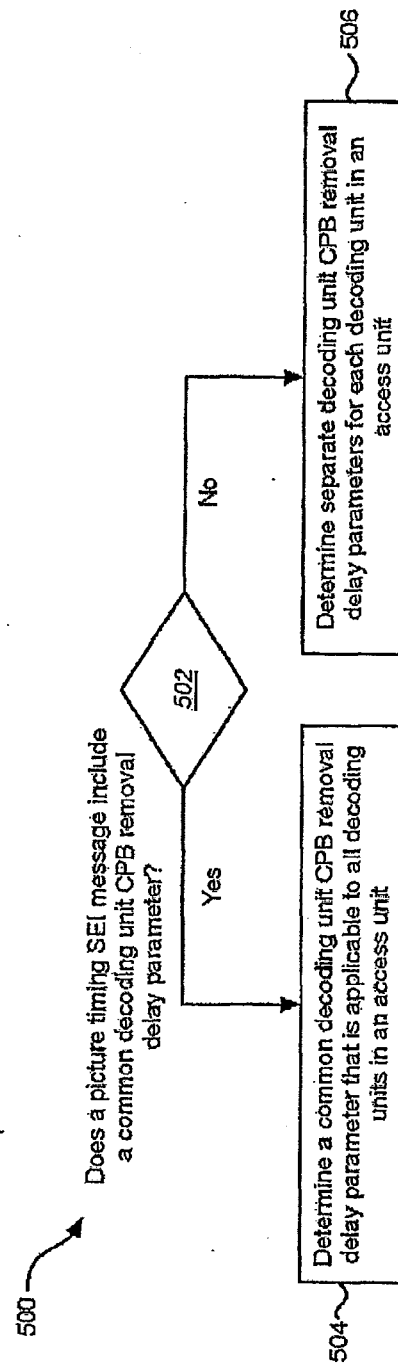 500
Does a picture timing SEI message include
a common decoding unit CPB removal
delay parameter?
502
Yes
No
504
Determine a common decoding unit CPB removal
delay parameter that is applicable to all decoding
units in an access unit
506
Determine separate decoding unit CPB removal
delay parameters for each decoding unit in an
access unit